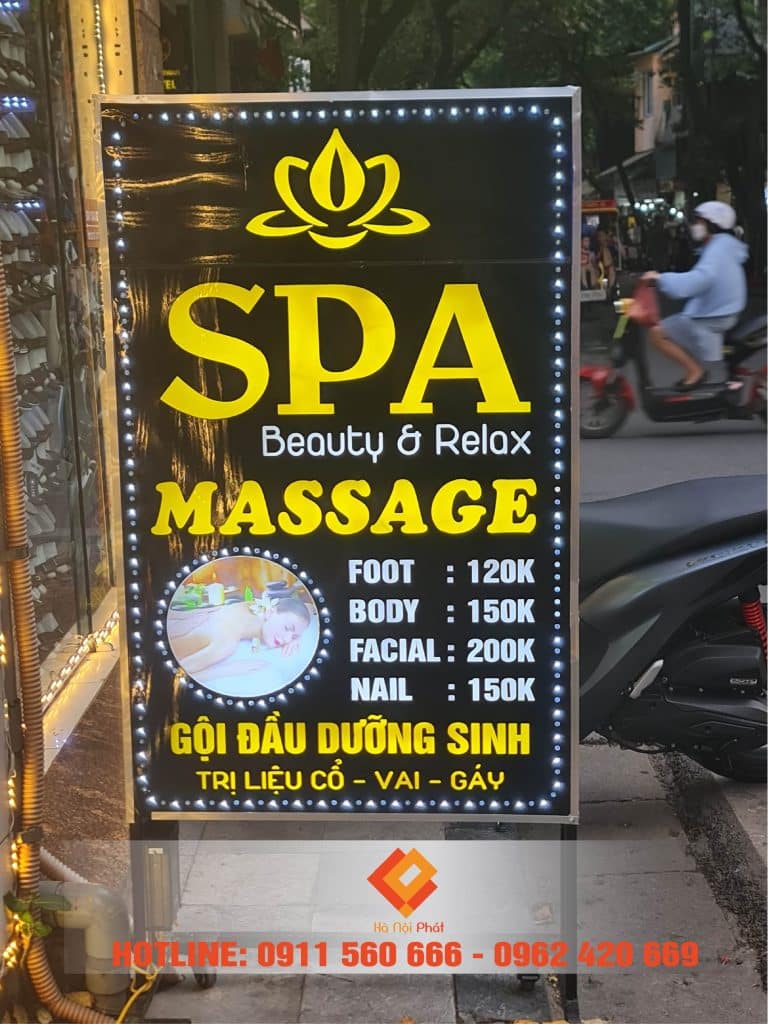 SPA
Beauty & Relax
MASSAGE
FOOT : 120K
BODY : 150K
FACIAL : 200K
NAIL : 150K
GỘI ĐẦU DƯỠNG SINH
TRỊ LIỆU CỔ - VAI - GÁY
Hà Nội Phát
HOTLINE: 0911 560 666 - 0962 420 669